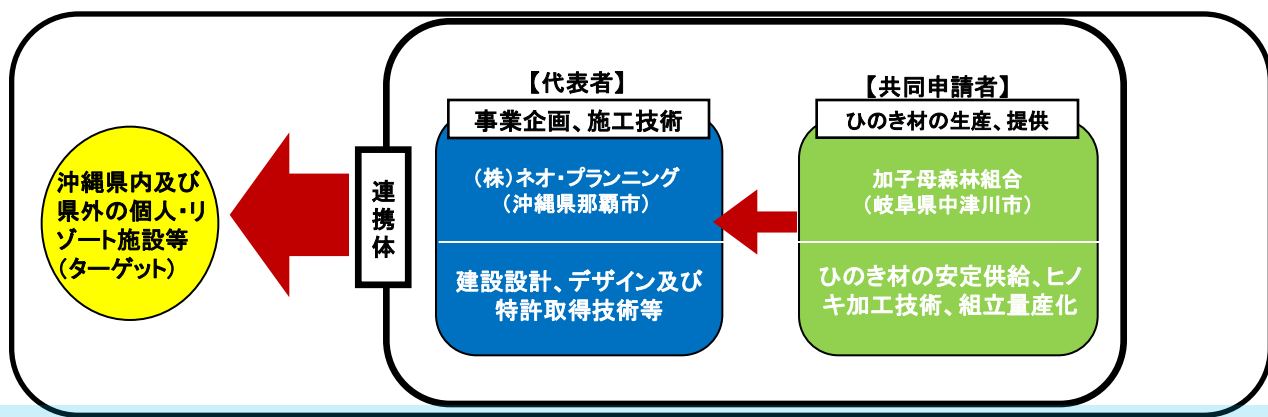 沖縄県内及び
県外の個人・リ
ゾート施設等
(ターゲット)
連携体
【代表者】
事業企画、施工技術
(株)ネオ・プランニング
(沖縄県那覇市)
建設設計、デザイン及び
特許取得技術等
【共同申請者】
ひのき材の生産、提供
加子母森林組合
(岐阜県中津川市)
ひのき材の安定供給、ヒノ
キ加工技術、組立量産化